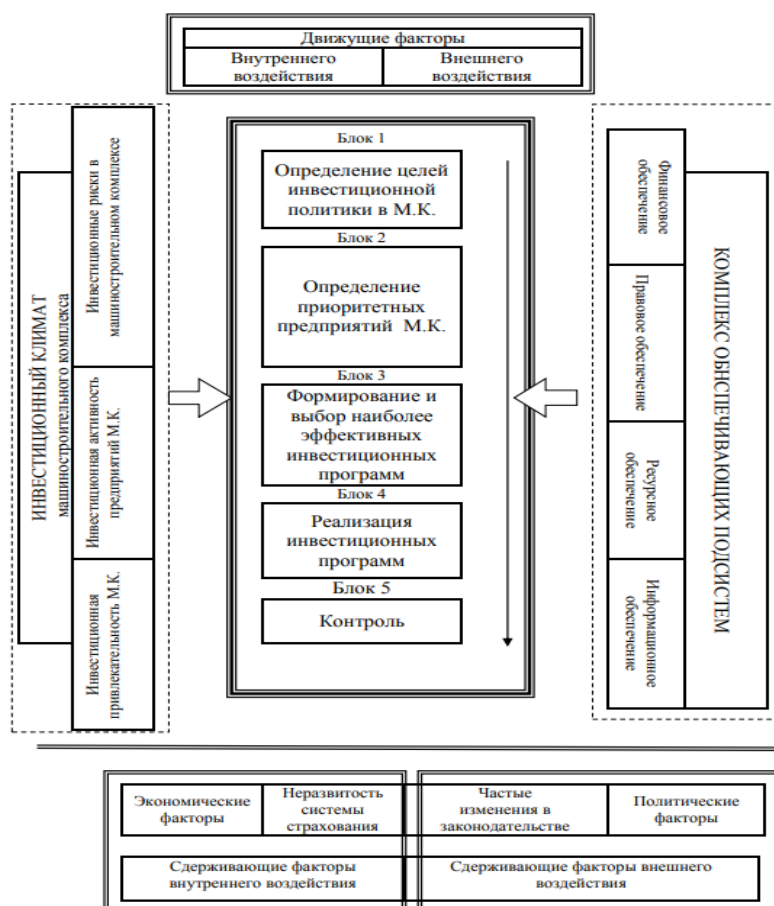 Движущие факторы
Внутреннего
воздействия
Внешнего
воздействия
ИНВЕСТИЦИОННЫЙ КЛИМАТ
машиностроительного комплекса
Инвестиционные риски в
машиностроительном комплексе
Инвестиционная активность
предприятий М.К.
Инвестиционная
привлекательность М.К.
Блок 1
Определение целей
инвестиционной
политики в М.К.
Блок 2
Определение
приоритетных
предприятий М.К.
Блок 3
Формирование и
выбор наиболее
эффективных
инвестиционных
программ
Блок 4
Реализация
инвестиционных
программ
Блок 5
Контроль
Финансовое
обеспечение
Правовое обеспечение
Ресурсное
обеспечение
Информационное
обеспечение
КОМПЛЕКС ОБНСПЕЧИВАЮЩИХ ПОДСИСТЕМ
Экономические
факторы
Неразвитость
системы
страхования
Частые
изменения в
законодательстве
Политические
факторы
Сдерживающие факторы
внутреннего воздействия
Сдерживающие факторы внешнего
воздействия